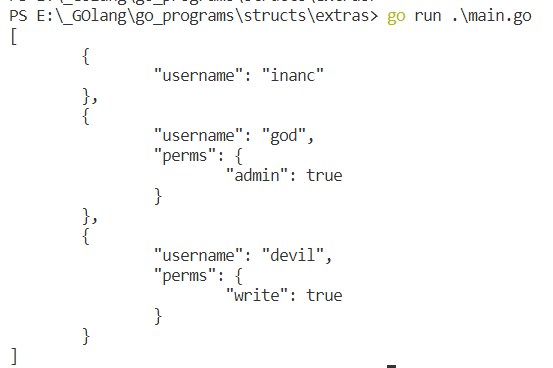 PS E:\_GOlang\go_programs\structs\extras> go run .\main.go
[
        {
                "username": "inanc"
        },
        {
                "username": "god",
                "perms": {
                        "admin": true
                }
        },
        {
                "username": "devil",
                "perms": {
                        "write": true
                }
        }
]